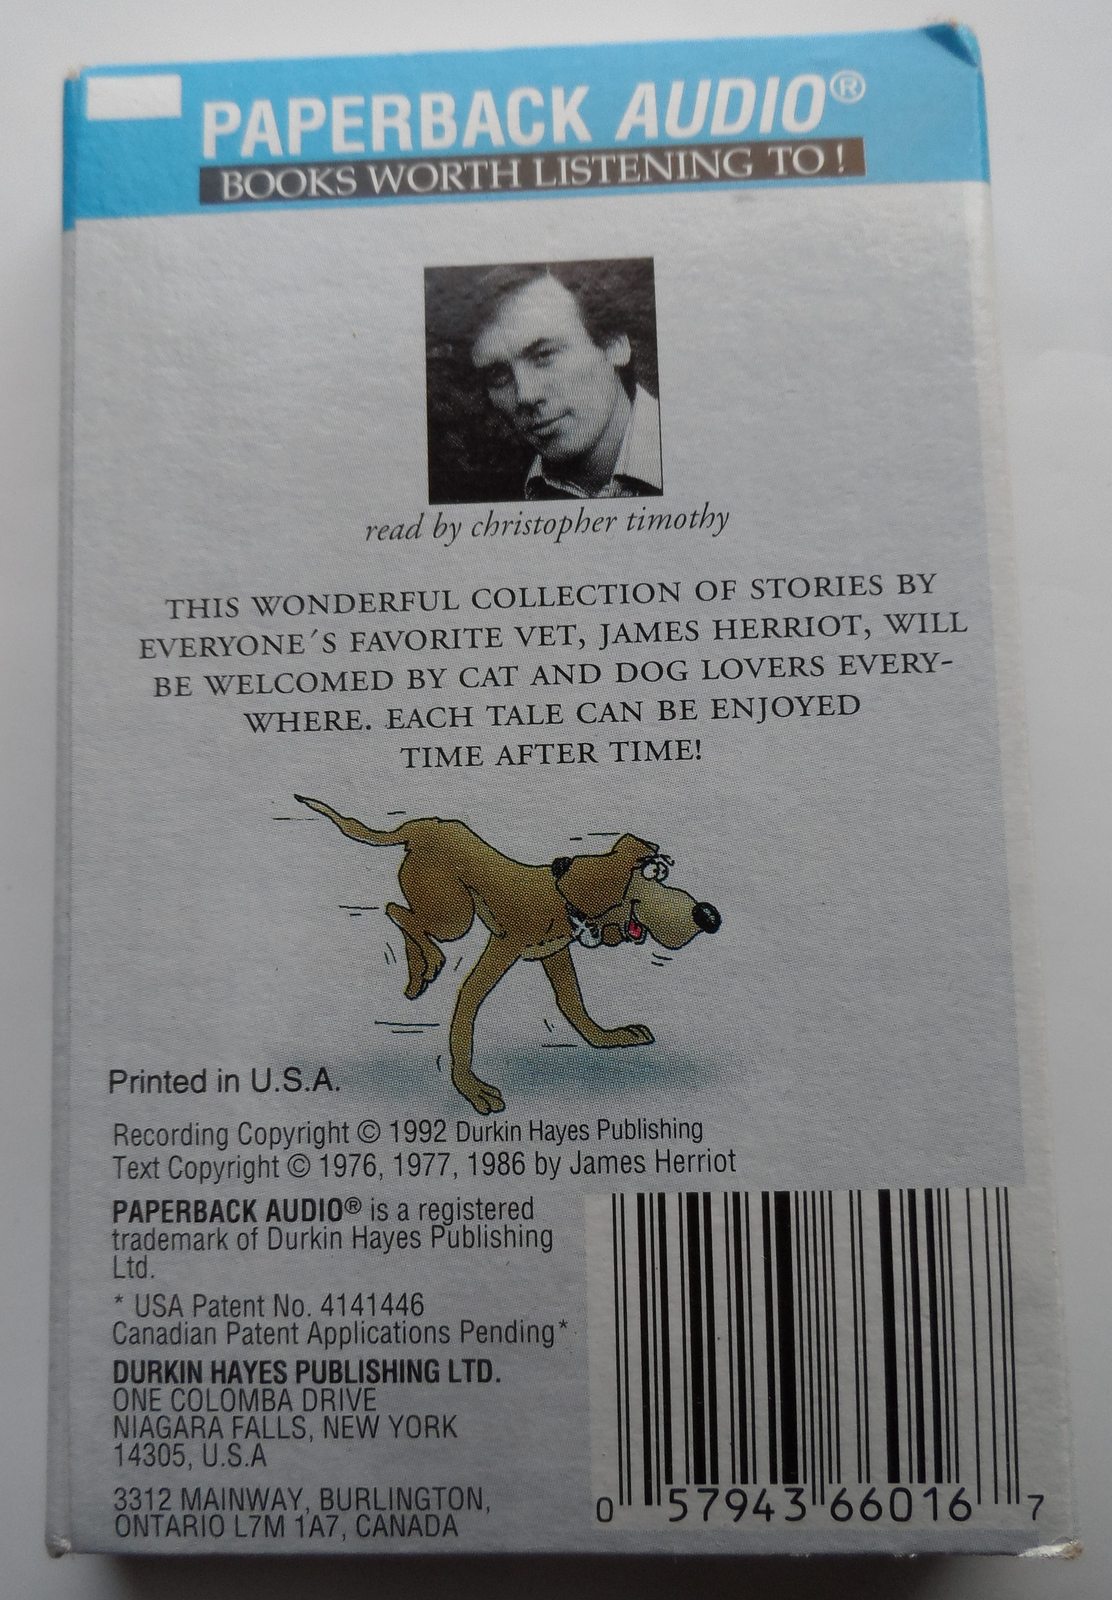 PAPERBACK AUDIO®
BOOKS WORTH LISTENING TO!
read by christopher timothy
THIS WONDERFUL COLLECTION OF STORIES BY
EVERYONE´S FAVORITE VET, JAMES HERRIOT, WILL
BE WELCOMED BY CAT AND DOG LOVERS EVERY-
WHERE. EACH TALE CAN BE ENJOYED
TIME AFTER TIME!
Printed in U.S.A.
Recording Copyright © 1992 Durkin Hayes Publishing
Text Copyright © 1976, 1977, 1986 by James Herriot
PAPERBACK AUDIO® is a registered
trademark of Durkin Hayes Publishing
Ltd.
* USA Patent No. 4141446
Canadian Patent Applications Pending*
DURKIN HAYES PUBLISHING LTD.
ONE COLOMBA DRIVE
NIAGARA FALLS, NEW YORK
14305, U.S.A
3312 MAINWAY, BURLINGTON,
ONTARIO L7M 1A7, CANADA
0 57943 66016 7